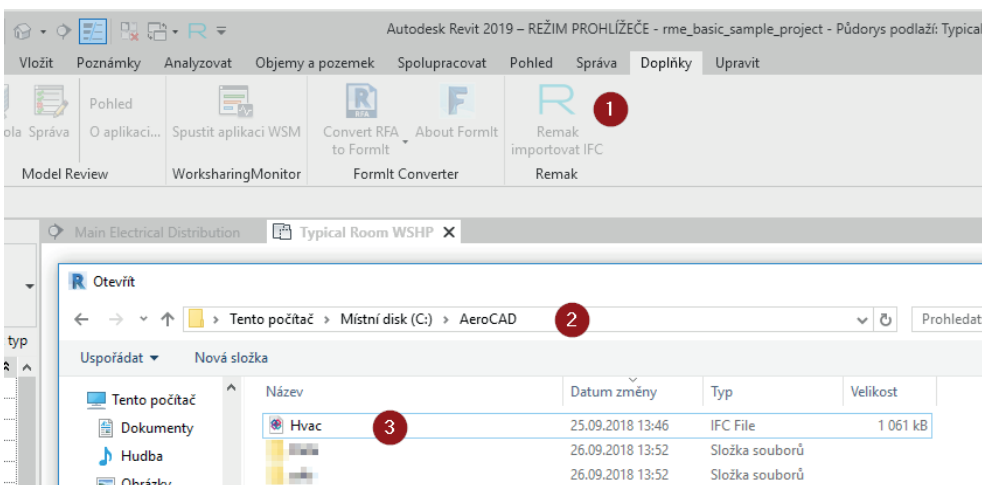 Autodesk Revit 2019 – REŽIM PROHLÍŽEČE - rme_basic_sample_project - Půdorys podlaží: Typical
Vložit Poznámky Analyzovat Objemy a pozemek Spolupracovat Pohled Správa Doplňky Upravit
1
Pohled
ola Správa O aplikaci... Spustit aplikaci WSM
RFA
Convert RFA to FormIt
About FormIt
Remak importovat IFC
Model Review WorksharingMonitor FormIt Converter Remak
Main Electrical Distribution Typical Room WSHP
Otevřít
Tento počítač › Místní disk (C:) › AeroCAD 2 Prohledat
typ
Uspořádat Nová složka
Název Datum změny Typ Velikost
Tento počítač
Dokumenty
Hudba
Obrázky
Hvac 3 25.09.2018 13:46 IFC File 1 061 kB
26.09.2018 13:52 Složka souborů
26.09.2018 13:52 Složka souborů